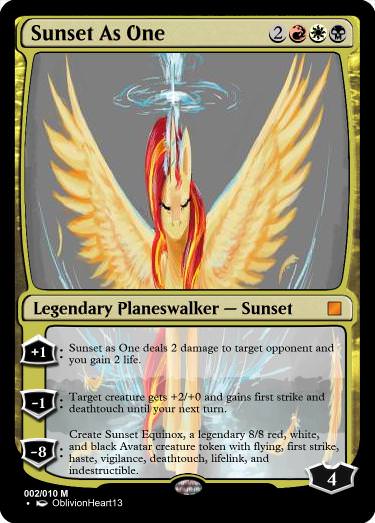 Sunset As One 2
Legendary Planeswalker — Sunset
+1 : Sunset as One deals 2 damage to target opponent and
you gain 2 life.
-1 : Target creature gets +2/+0 and gains first strike and
deathtouch until your next turn.
Create Sunset Equinox, a legendary 8/8 red, white,
-8 : and black Avatar creature token with flying, first strike,
haste, vigilance, deathtouch, lifelink, and
indestructible.
4
002/010 M
• OblivionHeart13